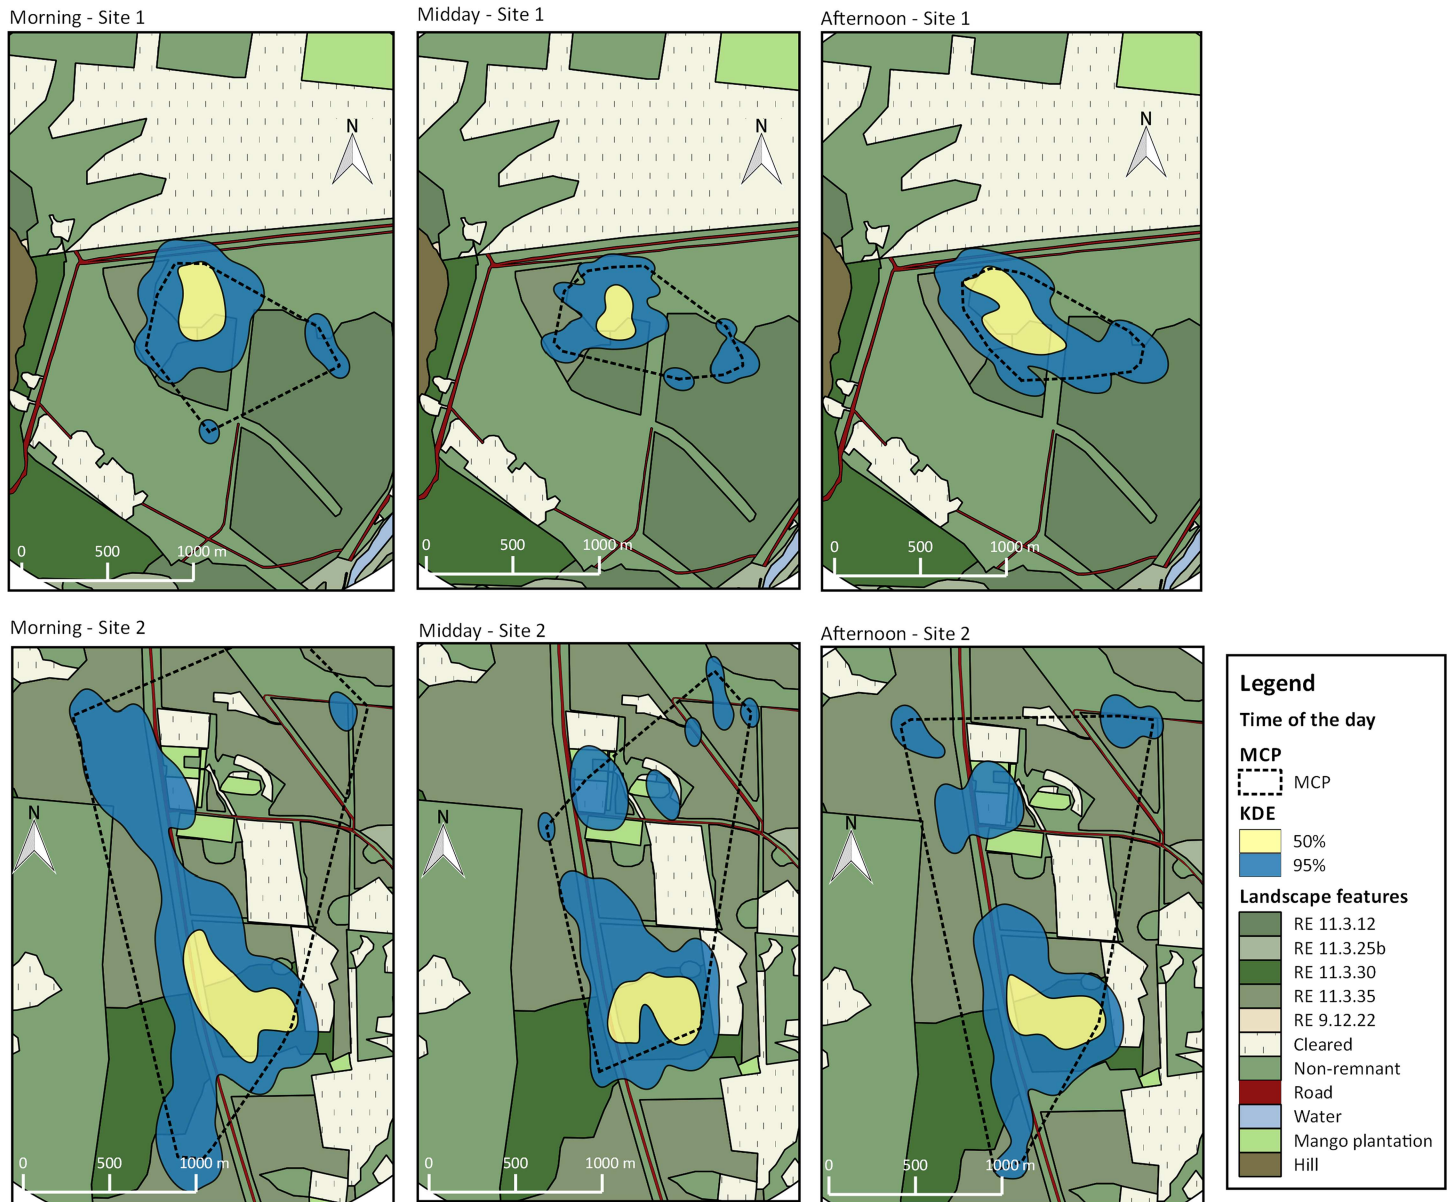 Morning - Site 1
Midday - Site 1
Afternoon - Site 1
N
N
N
0 500 1000 m
0 500 1000 m
0 500 1000 m
Morning - Site 2
Midday - Site 2
Afternoon - Site 2
N
N
N
0 500 1000 m
0 500 1000 m
0 500 1000 m
Legend
Time of the day
MCP
MCP
KDE
50%
95%
Landscape features
RE 11.3.12
RE 11.3.25b
RE 11.3.30
RE 11.3.35
RE 9.12.22
Cleared
Non-remnant
Road
Water
Mango plantation
Hill